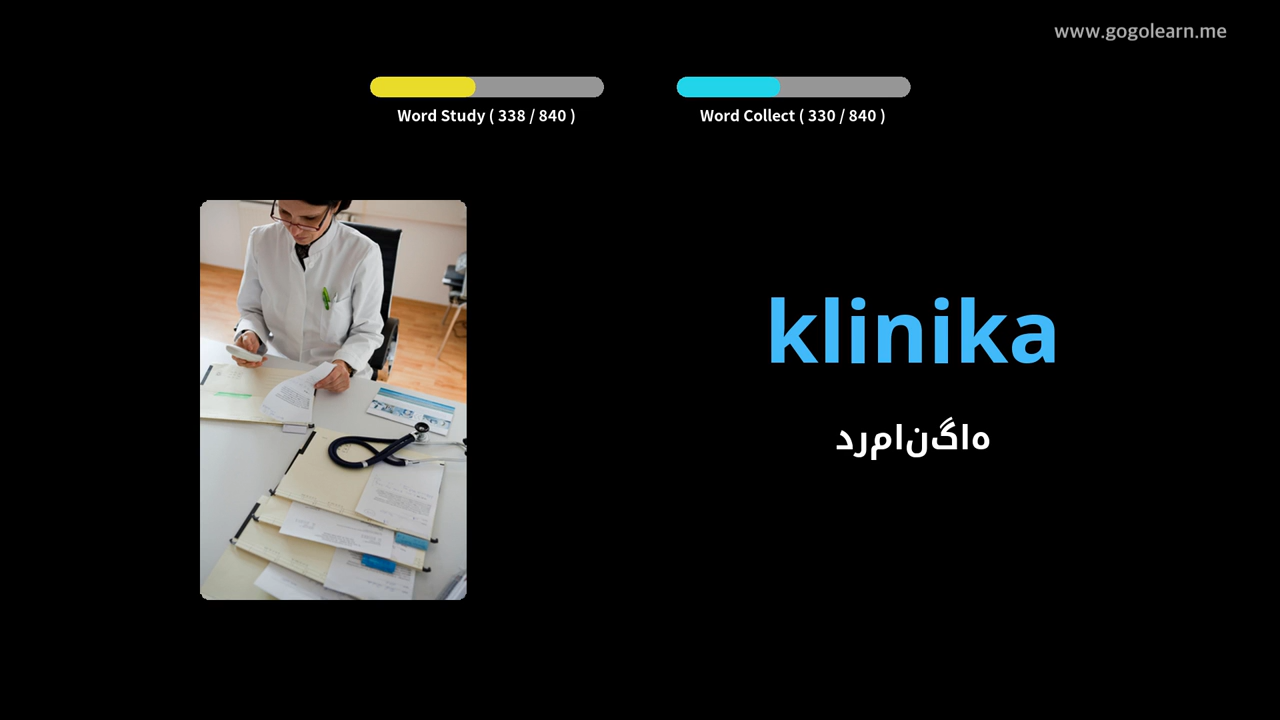 www.gogolearn.me
Word Study ( 338 / 840 )
Word Collect ( 330 / 840 )
klinika
درمانگاه